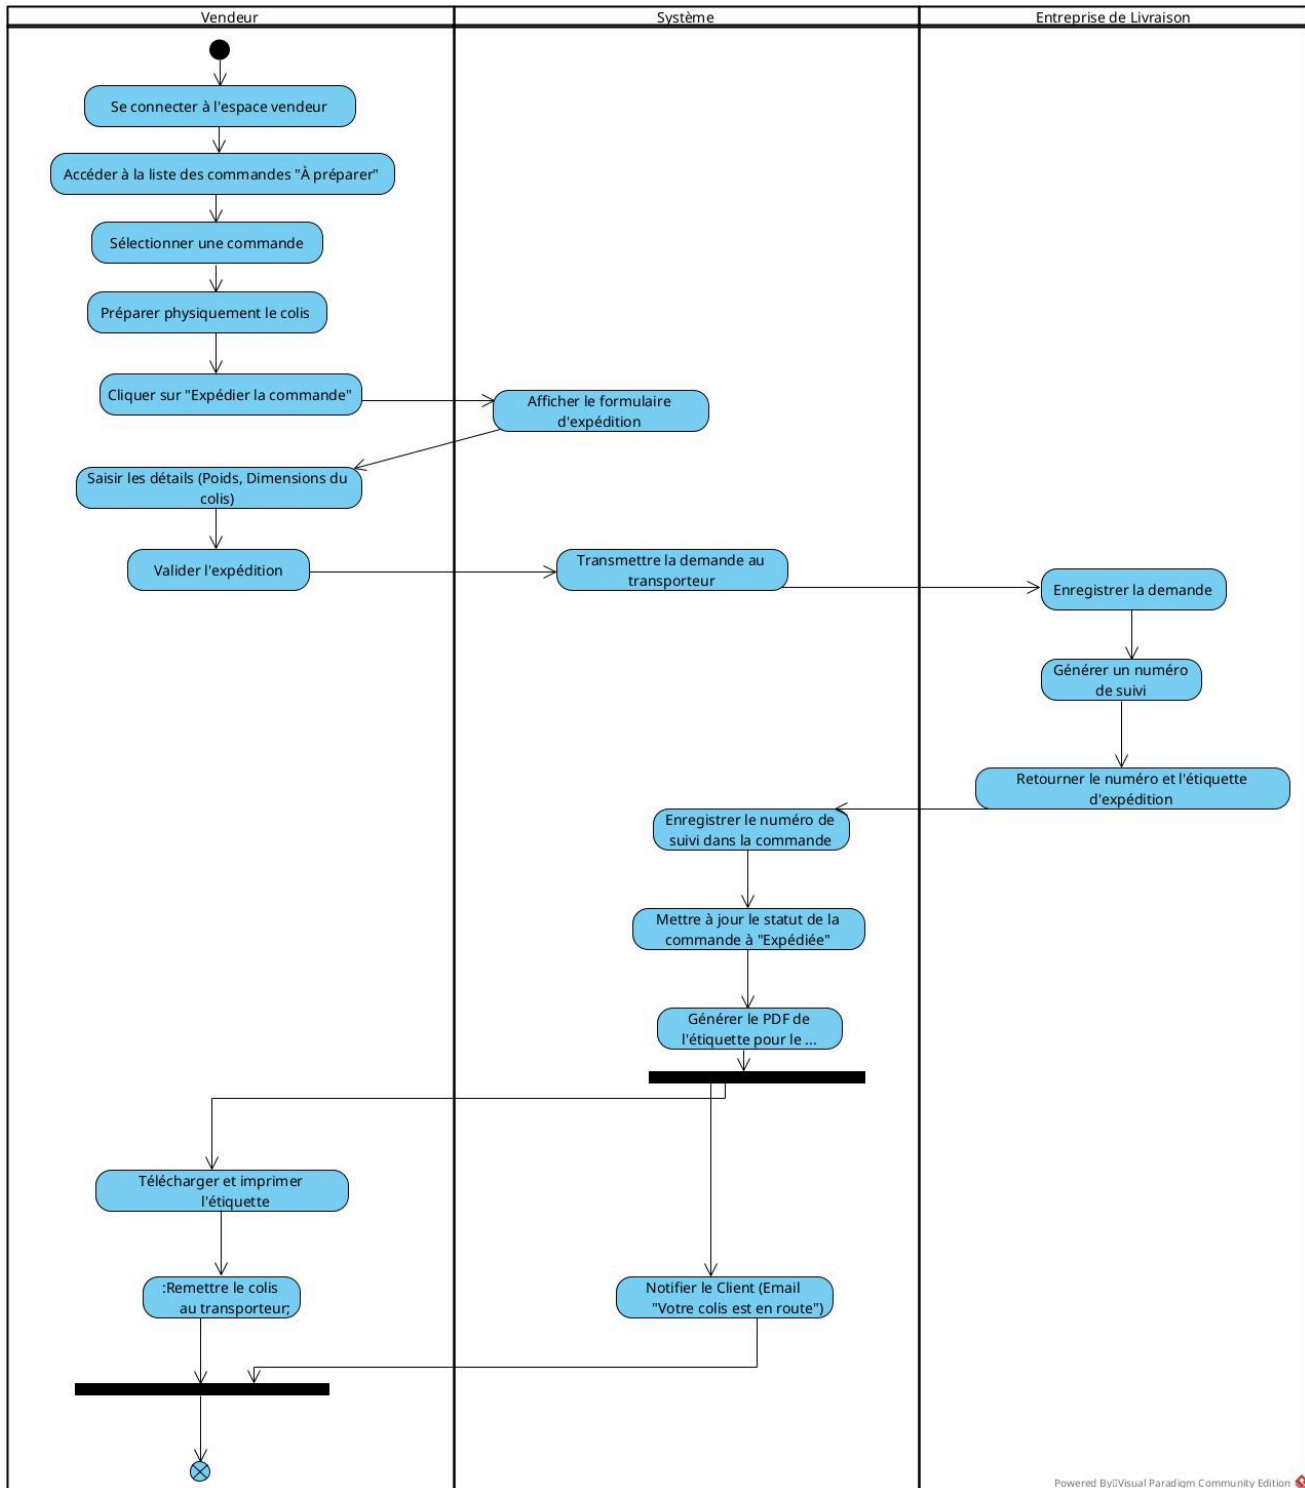 Vendeur
Système
Entreprise de Livraison
Se connecter à l'espace vendeur
Accéder à la liste des commandes "À préparer"
Sélectionner une commande
Préparer physiquement le colis
Cliquer sur "Expédier la commande"
Afficher le formulaire
d'expédition
Saisir les détails (Poids, Dimensions du
colis)
Valider l'expédition
Transmettre la demande au
transporteur
Enregistrer la demande
Générer un numéro
de suivi
Retourner le numéro et l'étiquette
d'expédition
Enregistrer le numéro de
suivi dans la commande
Mettre à jour le statut de la
commande à "Expédiée"
Générer le PDF de
l'étiquette pour le ...
Télécharger et imprimer
l'étiquette
:Remettre le colis
au transporteur;
Notifier le Client (Email
"Votre colis est en route")
Powered By Visual Paradigm Community Edition